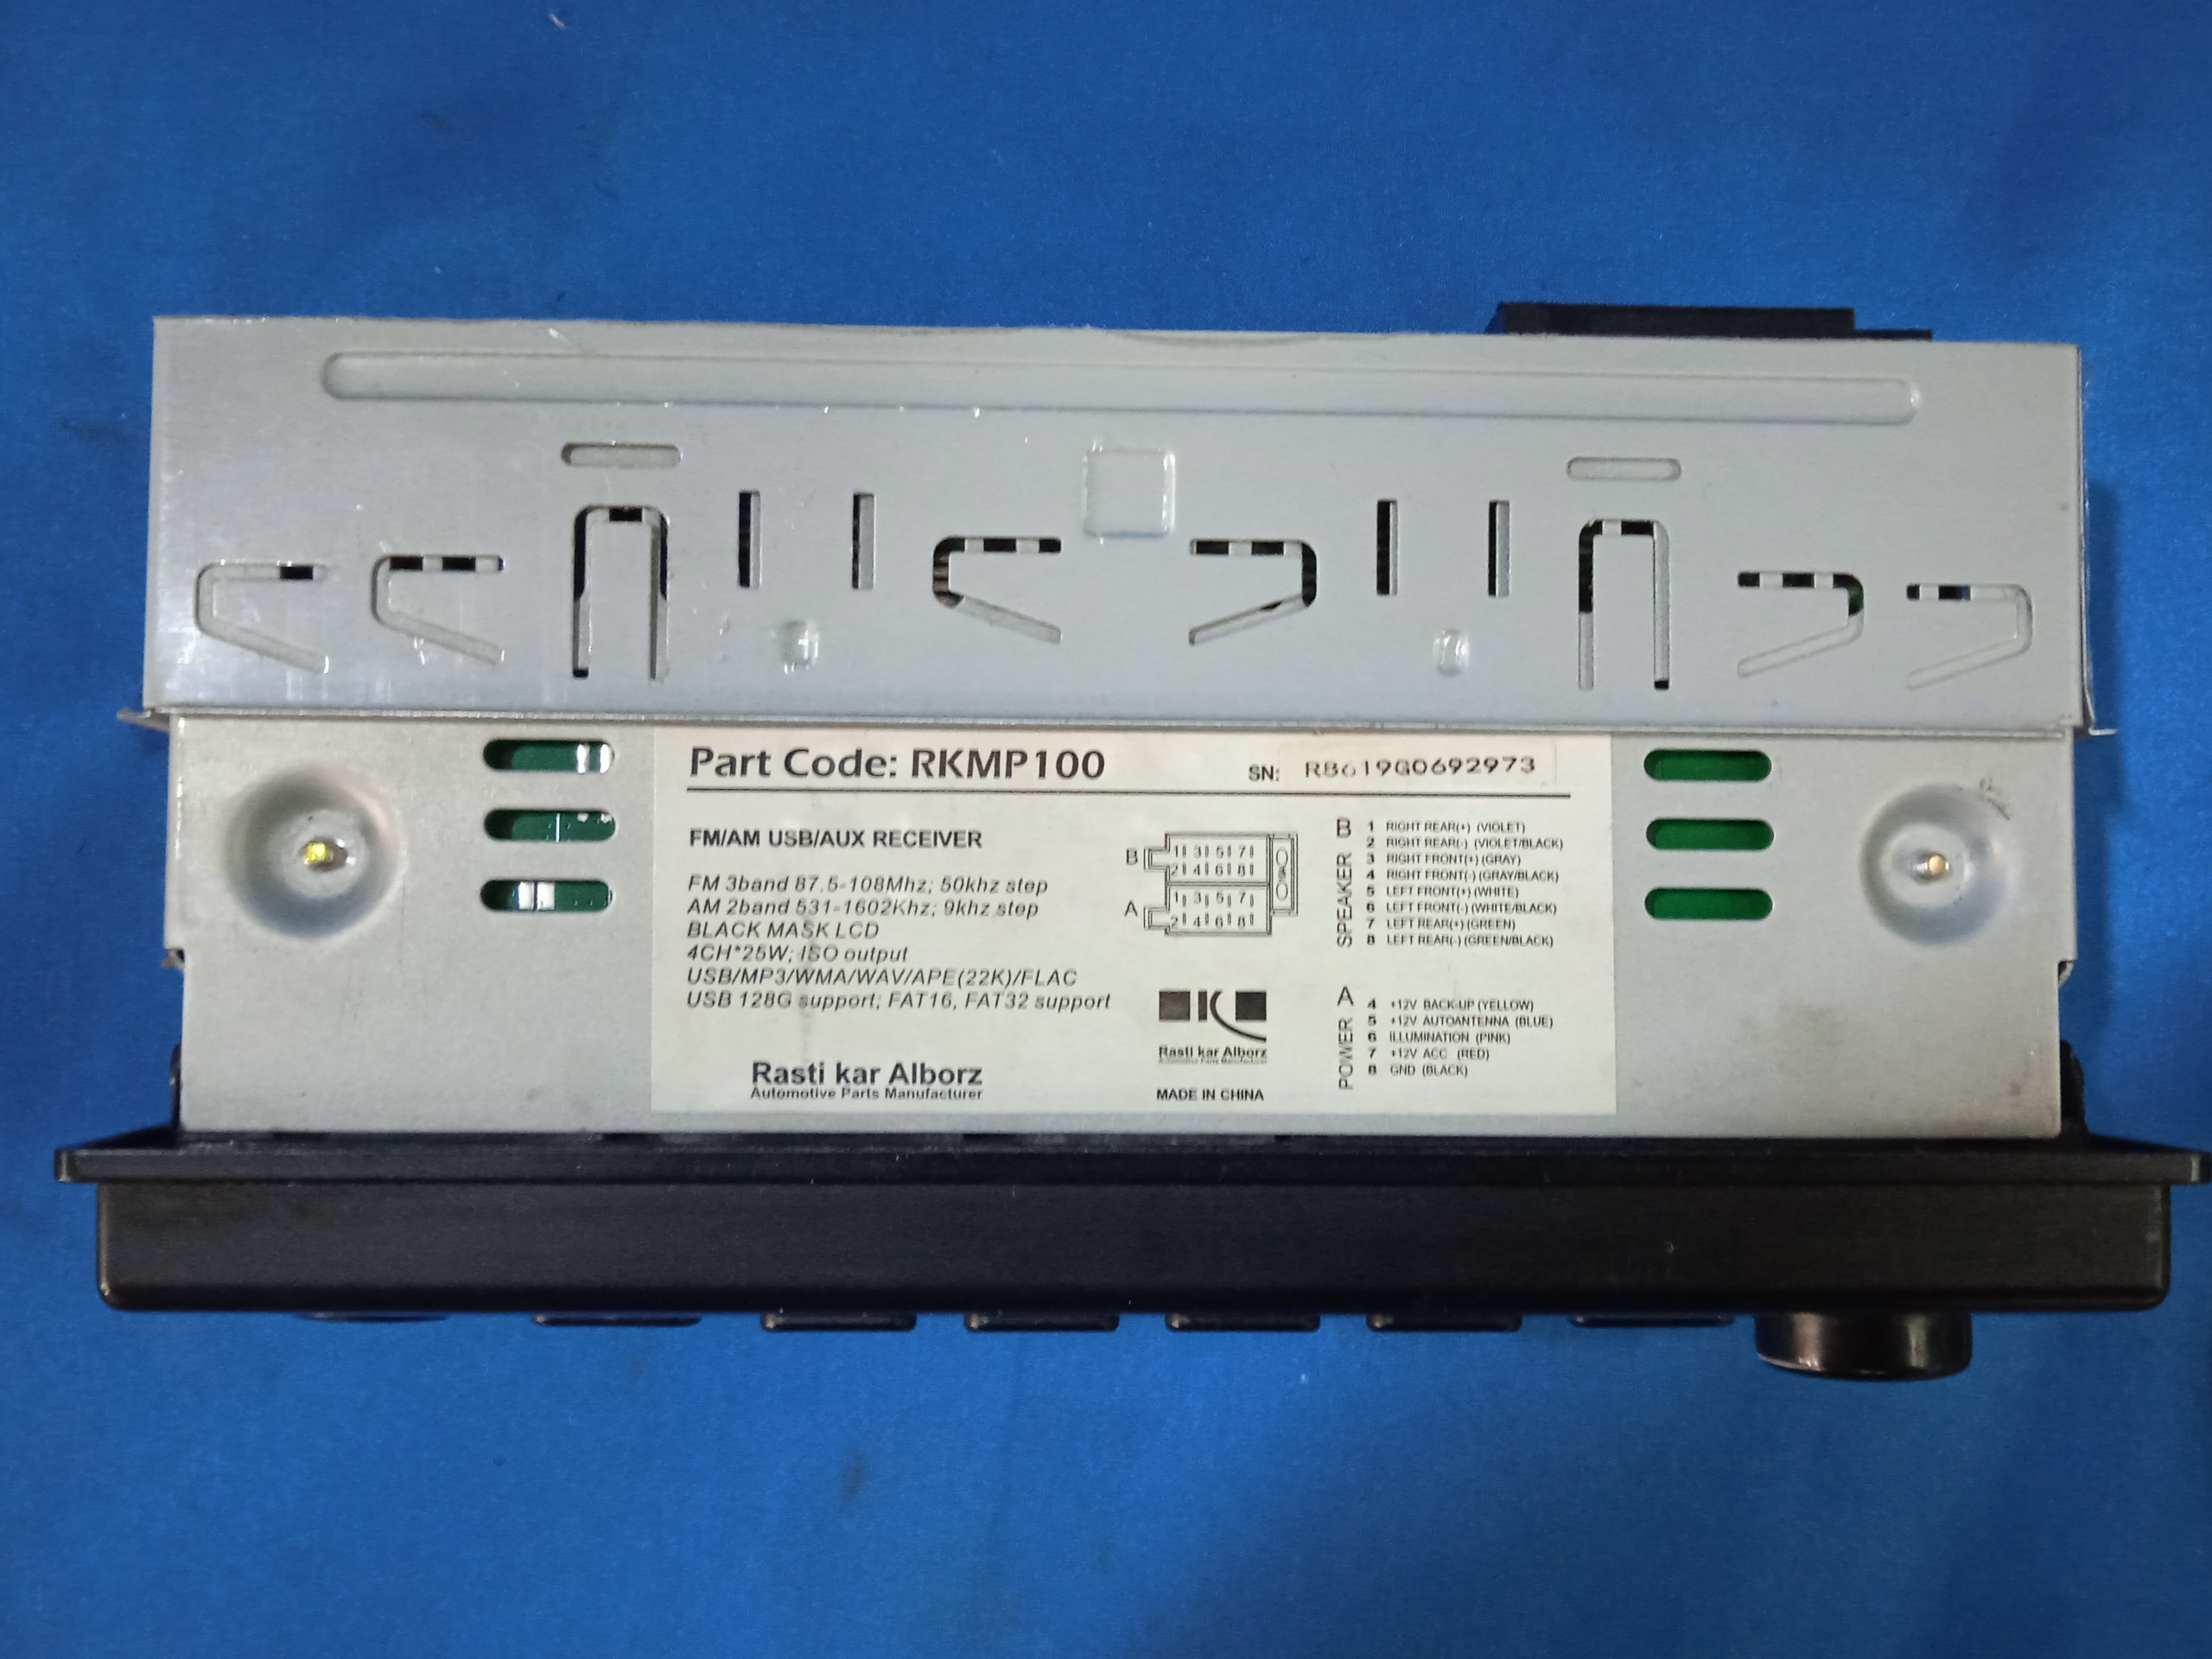 Part Code: RKMP100
SN: RB619G0692973
FM/AM USB/AUX RECEIVER
FM 3band 87.5-108Mhz; 50khz step
AM 2band 531-1602Khz; 9khz step
BLACK MASK LCD
4CH*25W; ISO output
USB/MP3/WMA/WAV/APE(22K)/FLAC
USB 128G support; FAT16, FAT32 support
Rasti kar Alborz
Automotive Parts Manufacturer
B 1 3 5 7
2 4 6 8
A 1 3 5 7
2 4 6 8
K
Rasti kar Alborz
Automotive Parts Manufacturer
MADE IN CHINA
B SPEAKER
1 RIGHT REAR(+) (VIOLET)
2 RIGHT REAR(-) (VIOLET/BLACK)
3 RIGHT FRONT(+) (GRAY)
4 RIGHT FRONT(-) (GRAY/BLACK)
5 LEFT FRONT(+) (WHITE)
6 LEFT FRONT(-) (WHITE/BLACK)
7 LEFT REAR(+) (GREEN)
8 LEFT REAR(-) (GREEN/BLACK)
A POWER
4 +12V BACK-UP (YELLOW)
5 +12V AUTOANTENNA (BLUE)
6 ILLUMINATION (PINK)
7 +12V ACC (RED)
8 GND (BLACK)